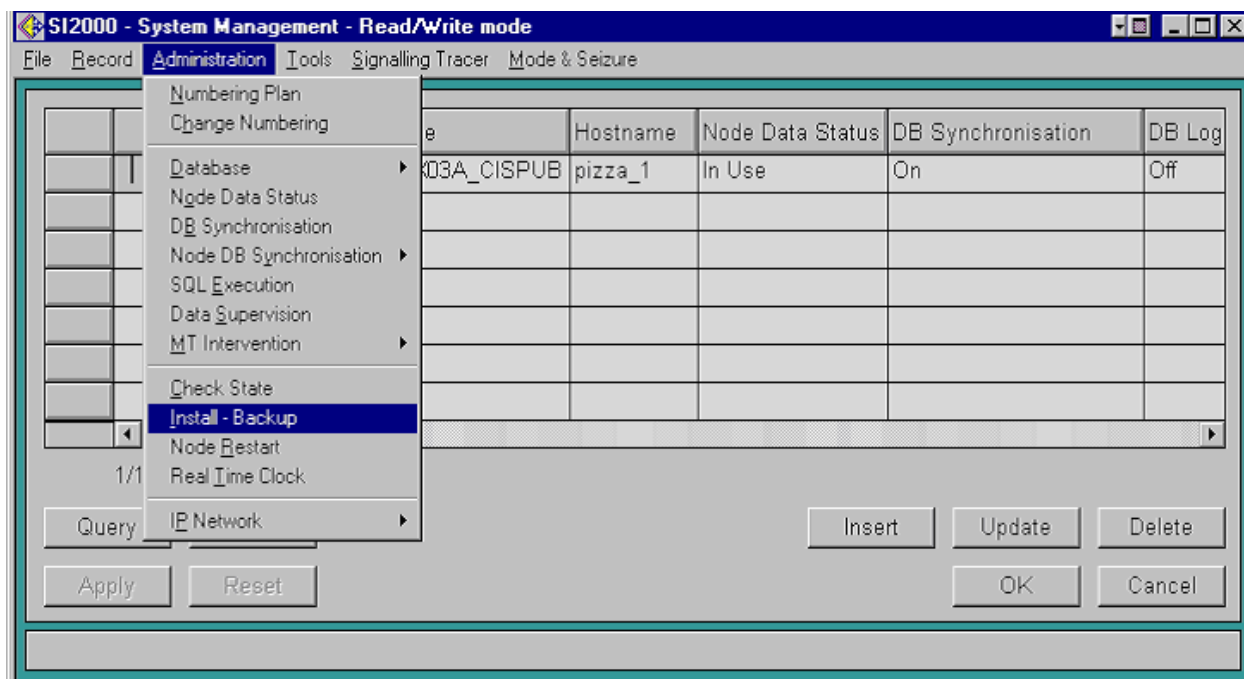 SI2000 - System Management - Read/Write mode
File Record Administration Tools Signalling Tracer Mode & Seizure
Numbering Plan
Change Numbering
e Hostname Node Data Status DB Synchronisation DB Log
Database
03A_CISPUB pizza_1 In Use On Off
Node Data Status
DB Synchronisation
Node DB Synchronisation
SQL Execution
Data Supervision
MT Intervention
Check State
Install - Backup
Node Restart
1/1 Real Time Clock
IP Network
Query Insert Update Delete
Apply Reset OK Cancel